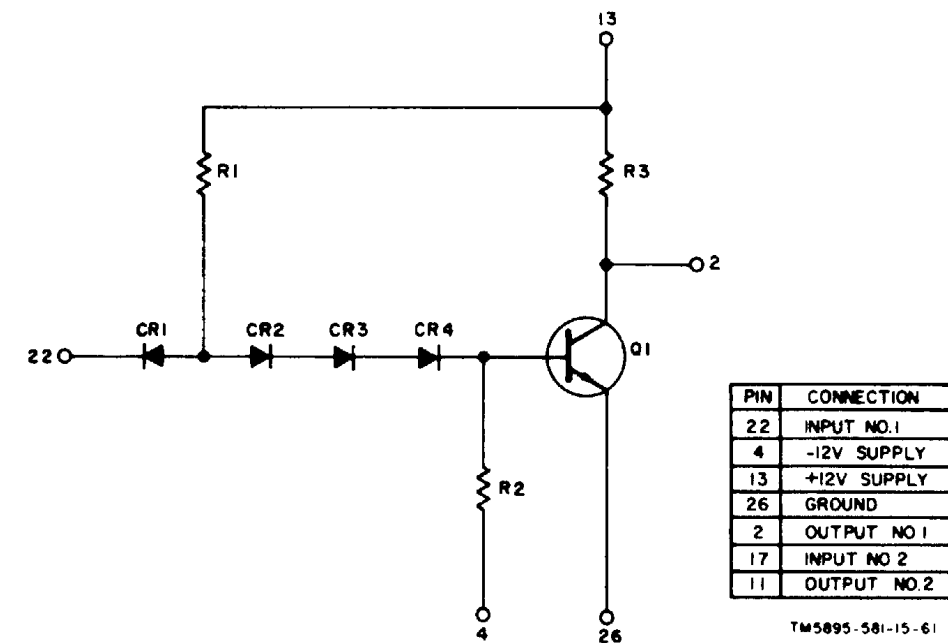 13
R1
R3
2
CR1
CR2
CR3
CR4
22
Q1
R2
4
26
PIN CONNECTION
22 INPUT NO.1
4 -12V SUPPLY
13 +12V SUPPLY
26 GROUND
2 OUTPUT NO 1
17 INPUT NO 2
11 OUTPUT NO.2
TM5895-581-15-61